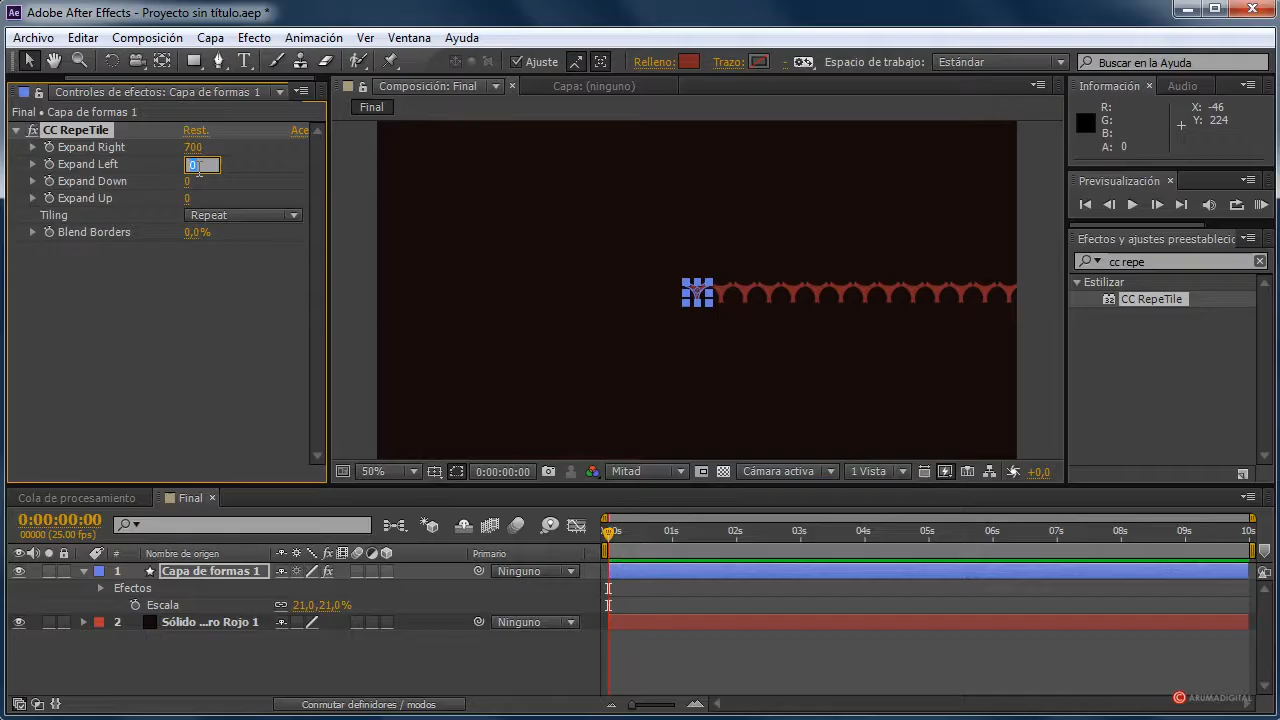 Ae Adobe After Effects - Proyecto sin título.aep *
Archivo Editar Composición Capa Efecto Animación Ver Ventana Ayuda
Ajuste Relleno: Trazo: Espacio de trabajo: Estándar Buscar en la Ayuda
Controles de efectos: Capa de formas 1
Final • Capa de formas 1
fx CC RepeTile Rest. Ace
Expand Right 700
Expand Left 0
Expand Down 0
Expand Up 0
Tiling Repeat
Blend Borders 0,0%
Composición: Final Capa: (ninguno)
Final
50% 0:00:00:00 Mitad Cámara activa 1 Vista +0,0
Información Audio
R: X: -46
G: Y: 224
B:
A: 0
Previsualización
Efectos y ajustes preestablecic
cc repe
Estilizar
32 CC RepeTile
Cola de procesamiento Final
0:00:00:00
00000 (25.00 fps)
# Nombre de origen fx Primario
1 Capa de formas 1 fx Ninguno
Efectos
Escala 21,0,21,0%
2 Sólido ...ro Rojo 1 Ninguno
01s 02s 03s 04s 05s 06s 07s 08s 09s 10s
Conmutar definidores / modos
© ARUMADIGITAL